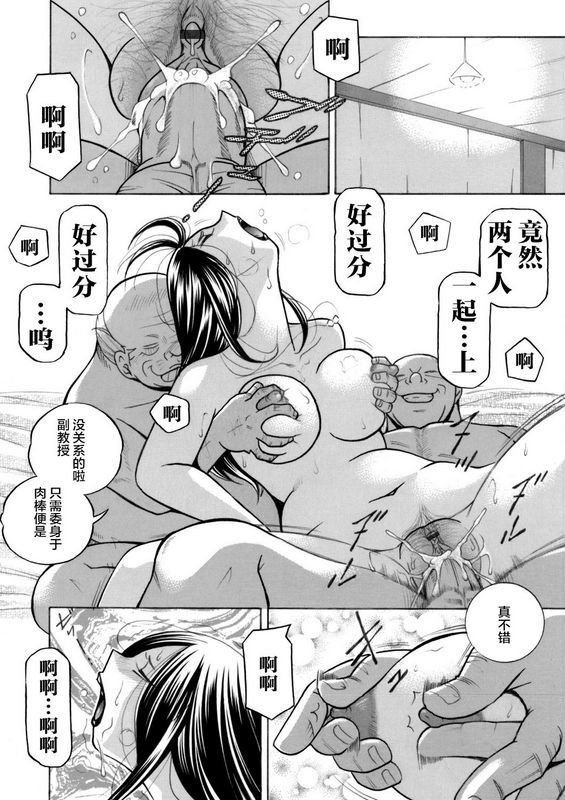 竟然
两个人
一起…上
啊
啊
好过分
啊啊
啊
好过分
…呜
啊
啊
没关系的啦
副教授
只需委身于
肉棒便是
真不错
啊啊
啊啊…啊啊